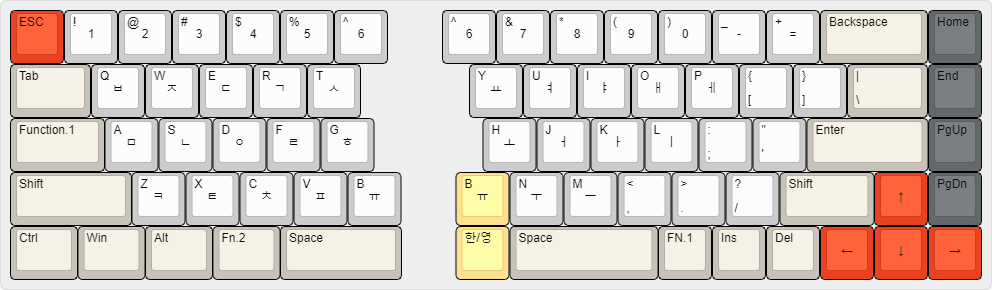 ESC ! 1 @ 2 # 3 $ 4 % 5 ^ 6 ^ 6 & 7 * 8 ( 9 ) 0 _ - + = Backspace Home
Tab Q ㅂ W ㅈ E ㄷ R ㄱ T ㅅ Y ㅛ U ㅕ I ㅑ O ㅐ P ㅔ { [ } ] | \ End
Function.1 A ㅁ S ㄴ D ㅇ F ㄹ G ㅎ H ㅗ J ㅓ K ㅏ L ㅣ : ; " ' Enter PgUp
Shift Z ㅋ X ㅌ C ㅊ V ㅍ B ㅠ B ㅠ N ㅜ M ㅡ < , > . ? / Shift ↑ PgDn
Ctrl Win Alt Fn.2 Space 한/영 Space FN.1 Ins Del ← ↓ →